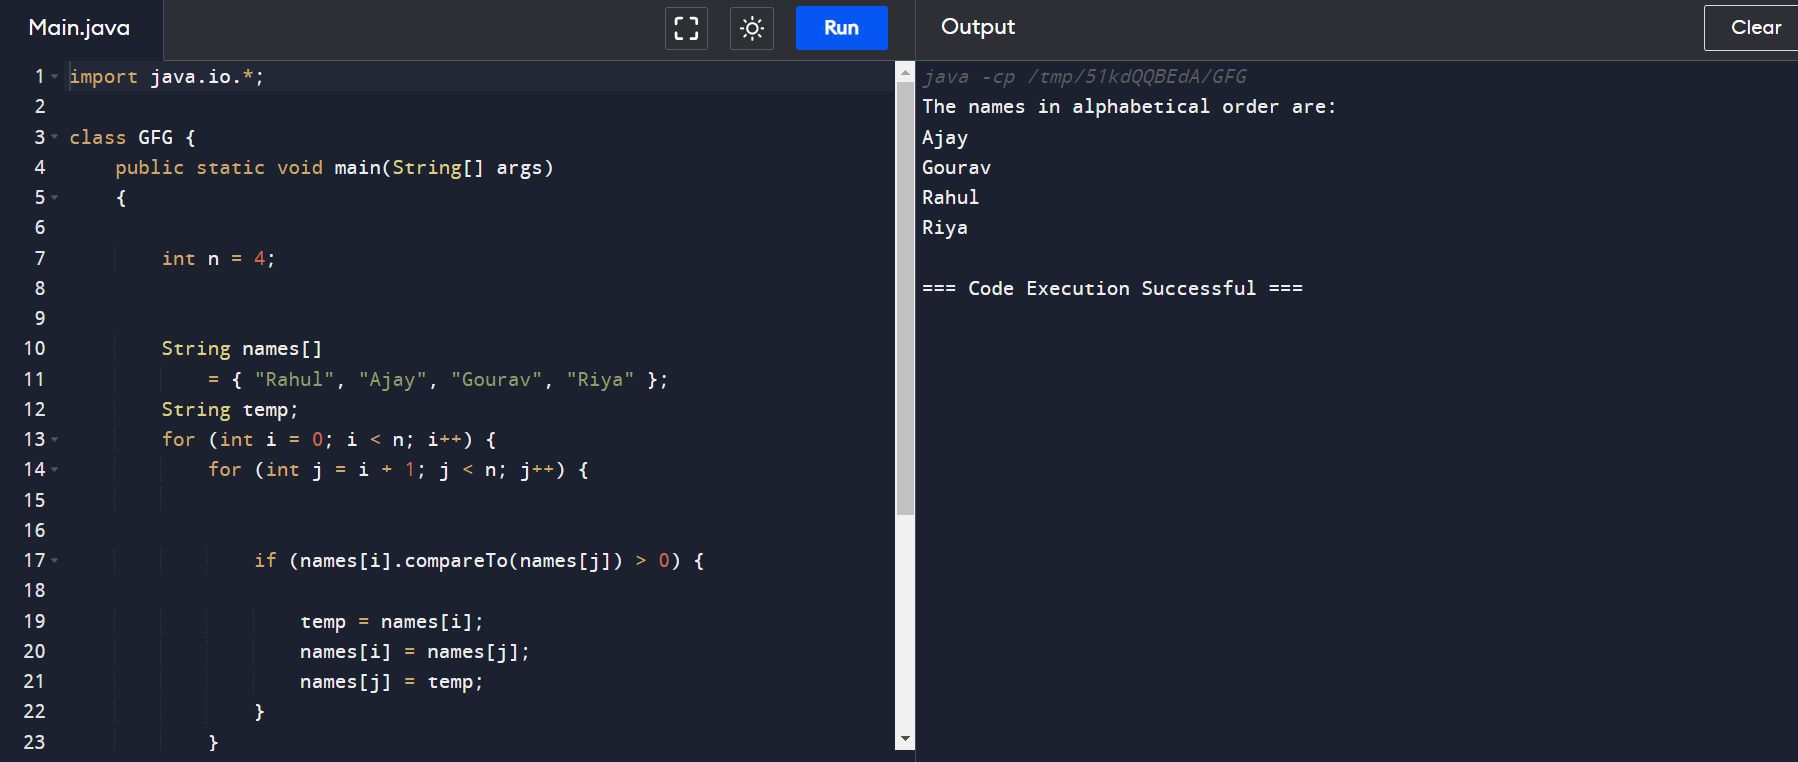 Main.java
Run
1 import java.io.*;
2
3 class GFG {
4     public static void main(String[] args)
5     {
6
7         int n = 4;
8
9
10         String names[]
11             = { "Rahul", "Ajay", "Gourav", "Riya" };
12         String temp;
13         for (int i = 0; i < n; i++) {
14             for (int j = i + 1; j < n; j++) {
15
16
17                 if (names[i].compareTo(names[j]) > 0) {
18
19                     temp = names[i];
20                     names[i] = names[j];
21                     names[j] = temp;
22                 }
23             }
Output
Clear
java -cp /tmp/51kdQQBEdA/GFG
The names in alphabetical order are:
Ajay
Gourav
Rahul
Riya
=== Code Execution Successful ===